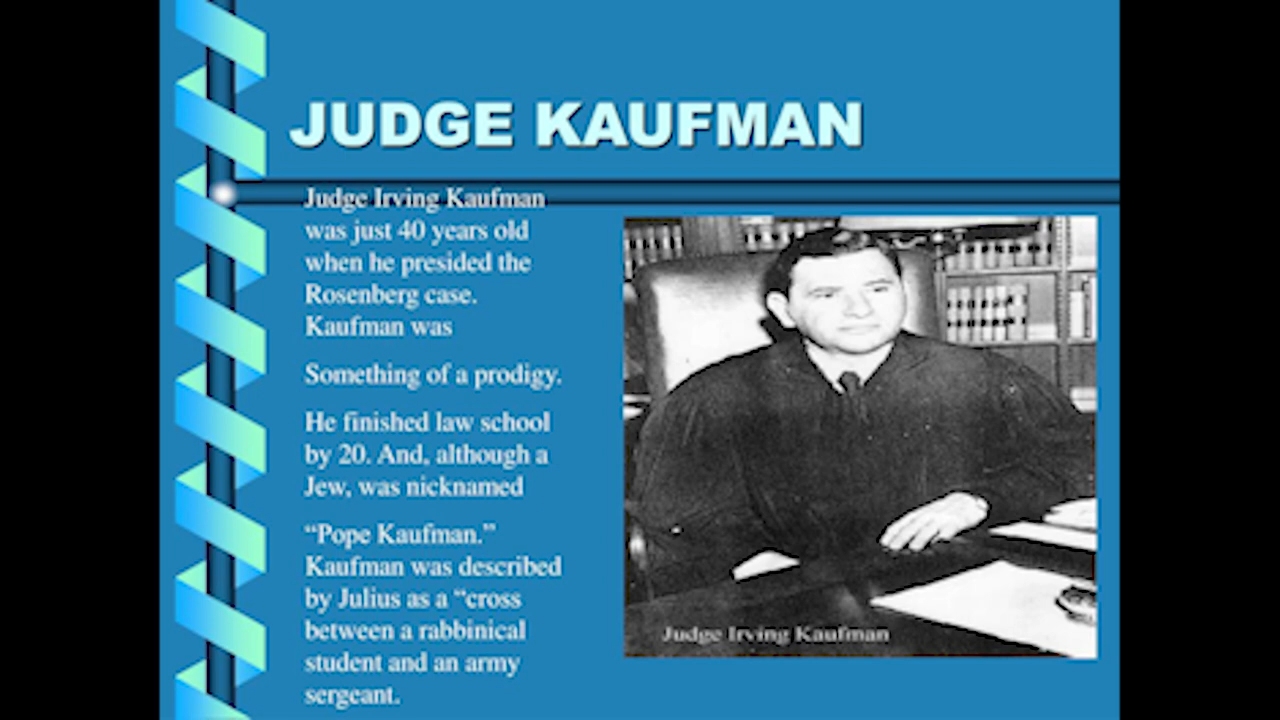 JUDGE KAUFMAN
Judge Irving Kaufman
was just 40 years old
when he presided the
Rosenberg case.
Kaufman was
Something of a prodigy.
He finished law school
by 20. And, although a
Jew, was nicknamed
“Pope Kaufman.”
Kaufman was described
by Julius as a “cross
between a rabbinical
student and an army
sergeant.
Judge Irving Kaufman